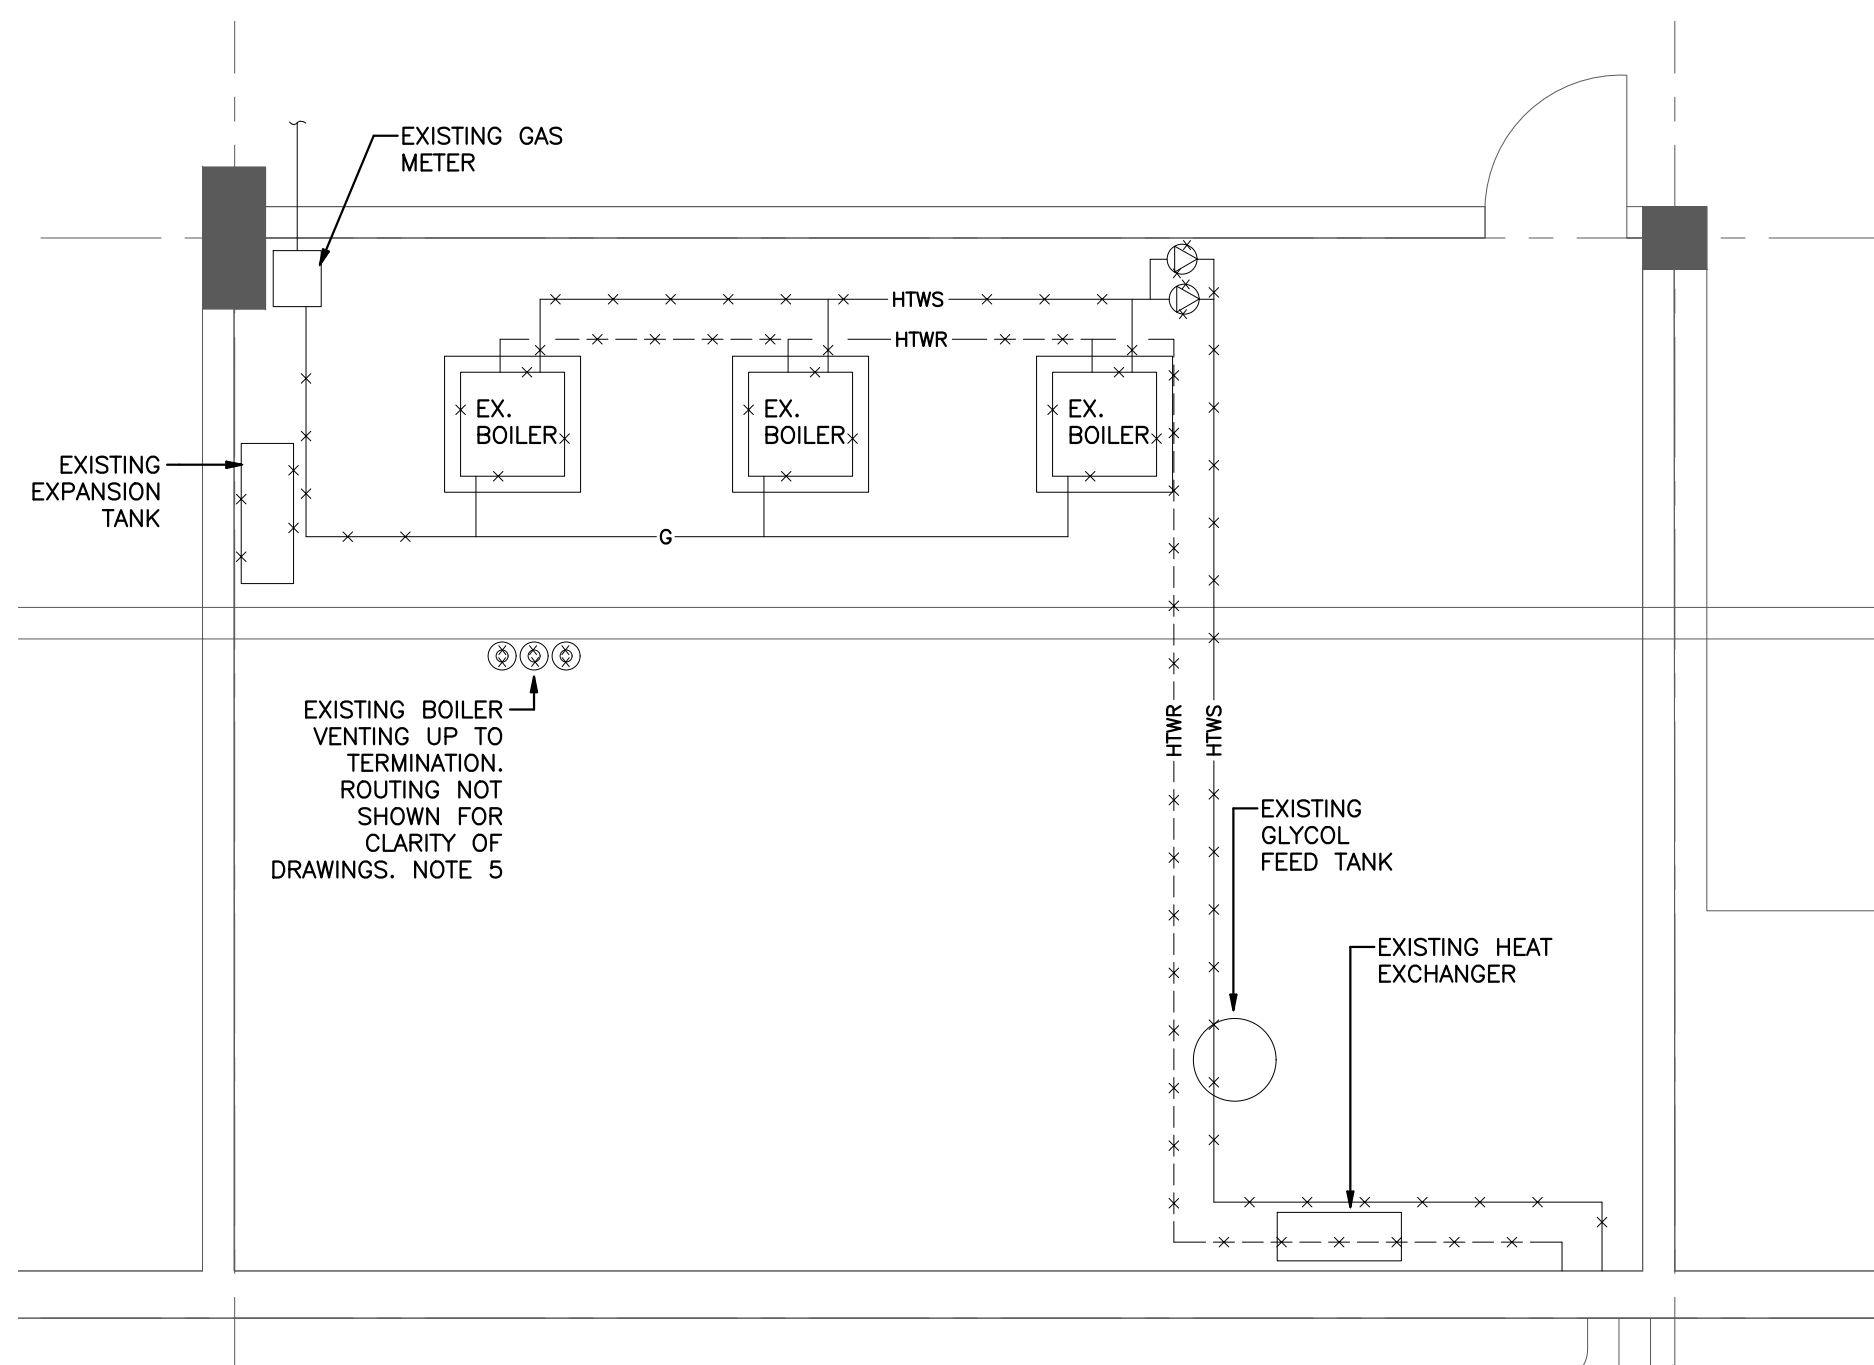 EXISTING GAS
METER
HTWS
HTWR
EX.
BOILER
EX.
BOILER
EX.
BOILER
EXISTING
EXPANSION
TANK
G
EXISTING BOILER
VENTING UP TO
TERMINATION.
ROUTING NOT
SHOWN FOR
CLARITY OF
DRAWINGS. NOTE 5
HTWR
HTWS
EXISTING
GLYCOL
FEED TANK
EXISTING HEAT
EXCHANGER